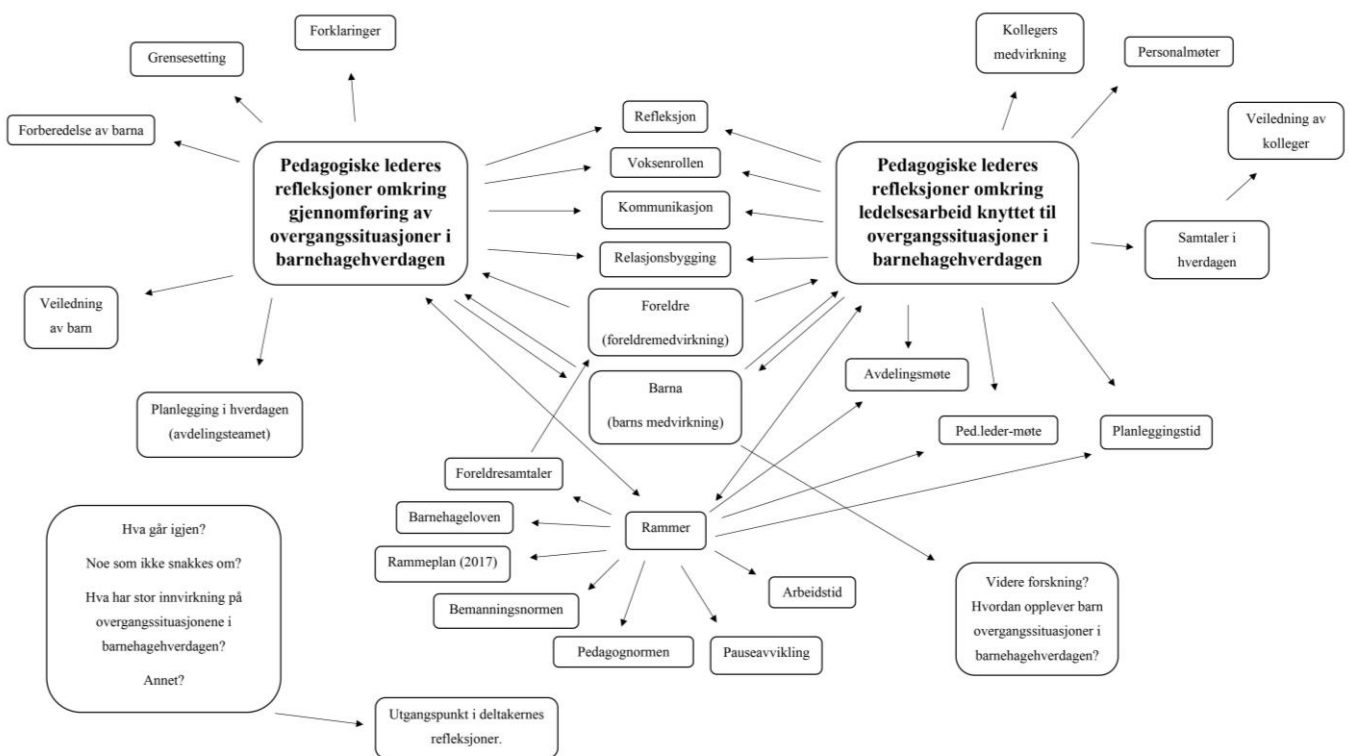 Forklaringer
Kollegers
medvirkning
Personalmøter
Grensesetting
Forberedelse av barna
Refleksjon
Veiledning av
kolleger
Pedagogiske lederes
refleksjoner omkring
gjennomføring av
overgangssituasjoner i
barnehagehverdagen
Voksenrollen
Kommunikasjon
Relasjonsbygging
Pedagogiske lederes
refleksjoner omkring
ledelsesarbeid knyttet til
overgangssituasjoner i
barnehagehverdagen
Samtaler i
hverdagen
Veiledning
av barn
Foreldre
(foreldremedvirkning)
Barna
(barns medvirkning)
Avdelingsmøte
Planlegging i hverdagen
(avdelingsteamet)
Ped.leder-møte
Planleggingstid
Foreldresamtaler
Barnehageloven
Rammer
Rammeplan (2017)
Bemanningsnormen
Arbeidstid
Pedagognormen
Pauseavvikling
Hva går igjen?
Noe som ikke snakkes om?
Hva har stor innvirkning på
overgangssituasjonene i
barnehagehverdagen?
Annet?
Videre forskning?
Hvordan opplever barn
overgangssituasjoner i
barnehagehverdagen?
Utgangspunkt i deltakernes
refleksjoner.